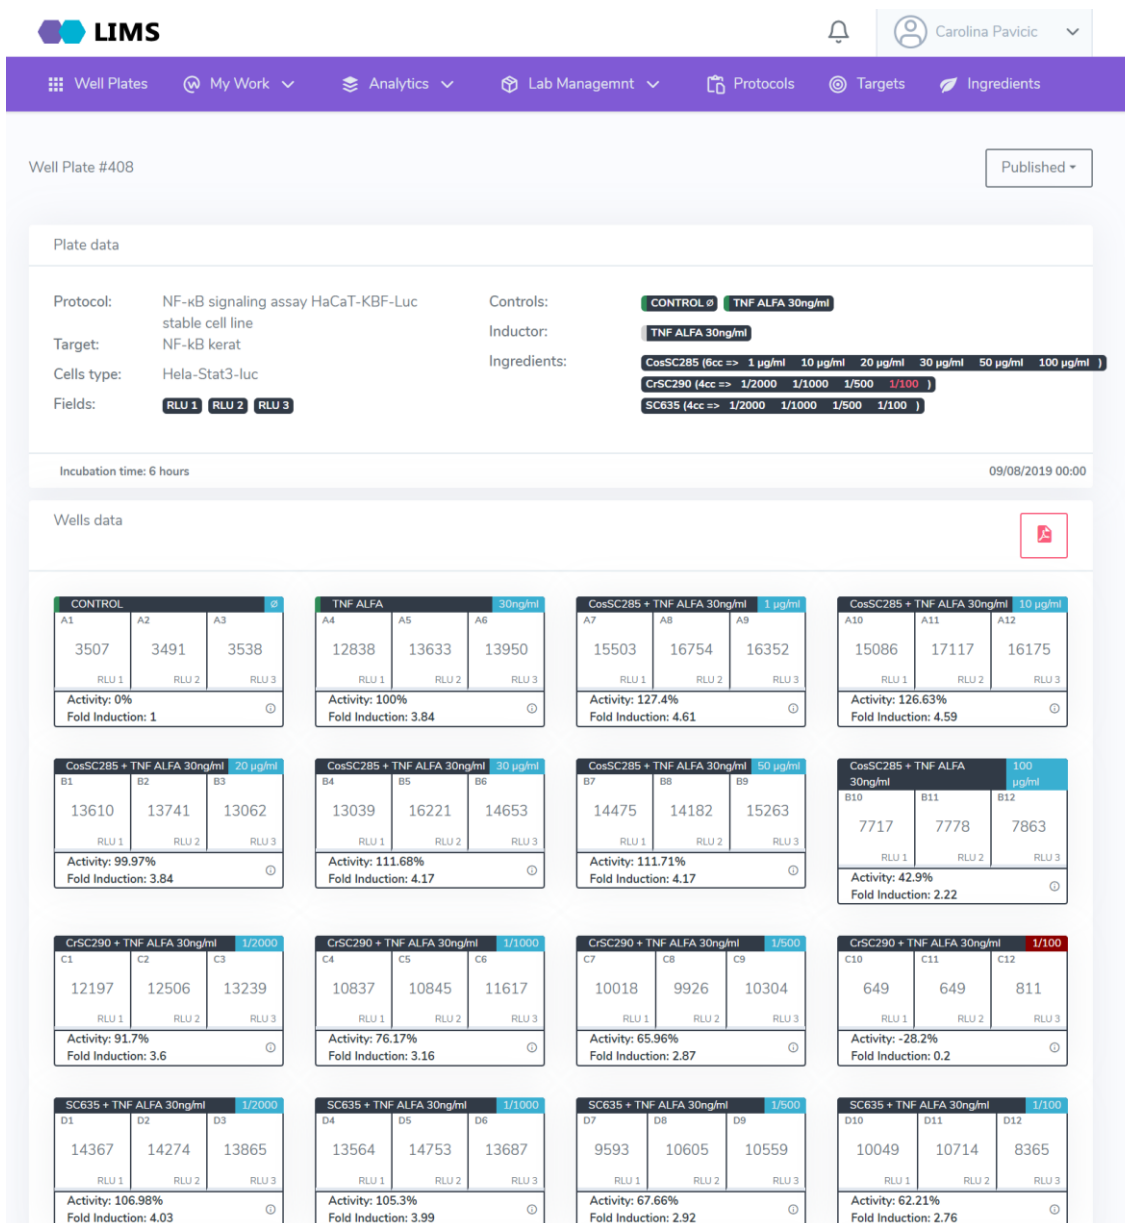 LIMS
Carolina Pavicic
Well Plates My Work Analytics Lab Managemnt Protocols Targets Ingredients
Well Plate #408
Published
Plate data
Protocol: NF-κB signaling assay HaCaT-KBF-Luc
stable cell line
Target: NF-kB kerat
Cells type: Hela-Stat3-luc
Fields: RLU 1 RLU 2 RLU 3
Controls: CONTROL Ø TNF ALFA 30ng/ml
Inductor: TNF ALFA 30ng/ml
Ingredients: CosSC285 (6cc => 1 µg/ml 10 µg/ml 20 µg/ml 30 µg/ml 50 µg/ml 100 µg/ml )
CrSC290 (4cc => 1/2000 1/1000 1/500 1/100 )
SC635 (4cc => 1/2000 1/1000 1/500 1/100 )
Incubation time: 6 hours 09/08/2019 00:00
Wells data
CONTROL Ø
A1 A2 A3
3507 3491 3538
RLU 1 RLU 2 RLU 3
Activity: 0%
Fold Induction: 1
TNF ALFA 30ng/ml
A4 A5 A6
12838 13633 13950
RLU 1 RLU 2 RLU 3
Activity: 100%
Fold Induction: 3.84
CosSC285 + TNF ALFA 30ng/ml 1 µg/ml
A7 A8 A9
15503 16754 16352
RLU 1 RLU 2 RLU 3
Activity: 127.4%
Fold Induction: 4.61
CosSC285 + TNF ALFA 30ng/ml 10 µg/ml
A10 A11 A12
15086 17117 16175
RLU 1 RLU 2 RLU 3
Activity: 126.63%
Fold Induction: 4.59
CosSC285 + TNF ALFA 30ng/ml 20 µg/ml
B1 B2 B3
13610 13741 13062
RLU 1 RLU 2 RLU 3
Activity: 99.97%
Fold Induction: 3.84
CosSC285 + TNF ALFA 30ng/ml 30 µg/ml
B4 B5 B6
13039 16221 14653
RLU 1 RLU 2 RLU 3
Activity: 111.68%
Fold Induction: 4.17
CosSC285 + TNF ALFA 30ng/ml 50 µg/ml
B7 B8 B9
14475 14182 15263
RLU 1 RLU 2 RLU 3
Activity: 111.71%
Fold Induction: 4.17
CosSC285 + TNF ALFA 100
30ng/ml µg/ml
B10 B11 B12
7717 7778 7863
RLU 1 RLU 2 RLU 3
Activity: 42.9%
Fold Induction: 2.22
CrSC290 + TNF ALFA 30ng/ml 1/2000
C1 C2 C3
12197 12506 13239
RLU 1 RLU 2 RLU 3
Activity: 91.7%
Fold Induction: 3.6
CrSC290 + TNF ALFA 30ng/ml 1/1000
C4 C5 C6
10837 10845 11617
RLU 1 RLU 2 RLU 3
Activity: 76.17%
Fold Induction: 3.16
CrSC290 + TNF ALFA 30ng/ml 1/500
C7 C8 C9
10018 9926 10304
RLU 1 RLU 2 RLU 3
Activity: 65.96%
Fold Induction: 2.87
CrSC290 + TNF ALFA 30ng/ml 1/100
C10 C11 C12
649 649 811
RLU 1 RLU 2 RLU 3
Activity: -28.2%
Fold Induction: 0.2
SC635 + TNF ALFA 30ng/ml 1/2000
D1 D2 D3
14367 14274 13865
RLU 1 RLU 2 RLU 3
Activity: 106.98%
Fold Induction: 4.03
SC635 + TNF ALFA 30ng/ml 1/1000
D4 D5 D6
13564 14753 13687
RLU 1 RLU 2 RLU 3
Activity: 105.3%
Fold Induction: 3.99
SC635 + TNF ALFA 30ng/ml 1/500
D7 D8 D9
9593 10605 10559
RLU 1 RLU 2 RLU 3
Activity: 67.66%
Fold Induction: 2.92
SC635 + TNF ALFA 30ng/ml 1/100
D10 D11 D12
10049 10714 8365
RLU 1 RLU 2 RLU 3
Activity: 62.21%
Fold Induction: 2.76